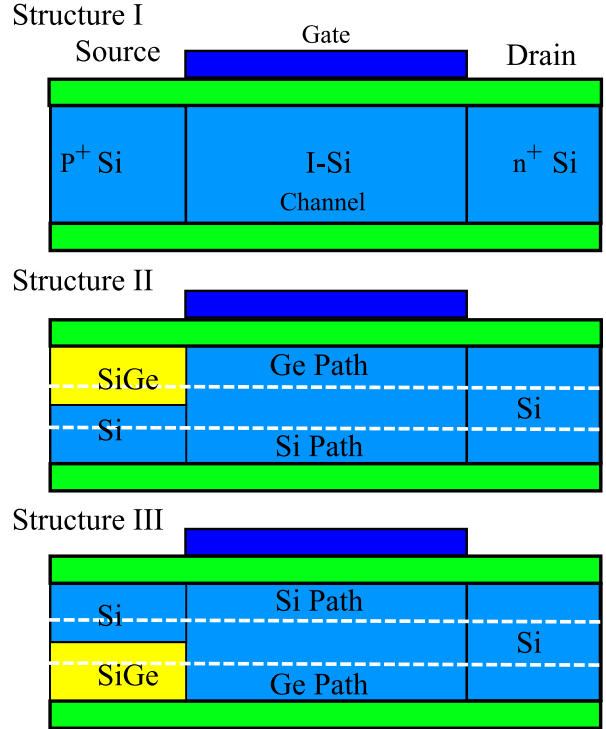 Structure I
Gate
Source
Drain
P+ Si
I-Si
n+ Si
Channel
Structure II
SiGe
Ge Path
Si
Si
Si Path
Structure III
Si
Si Path
Si
SiGe
Ge Path